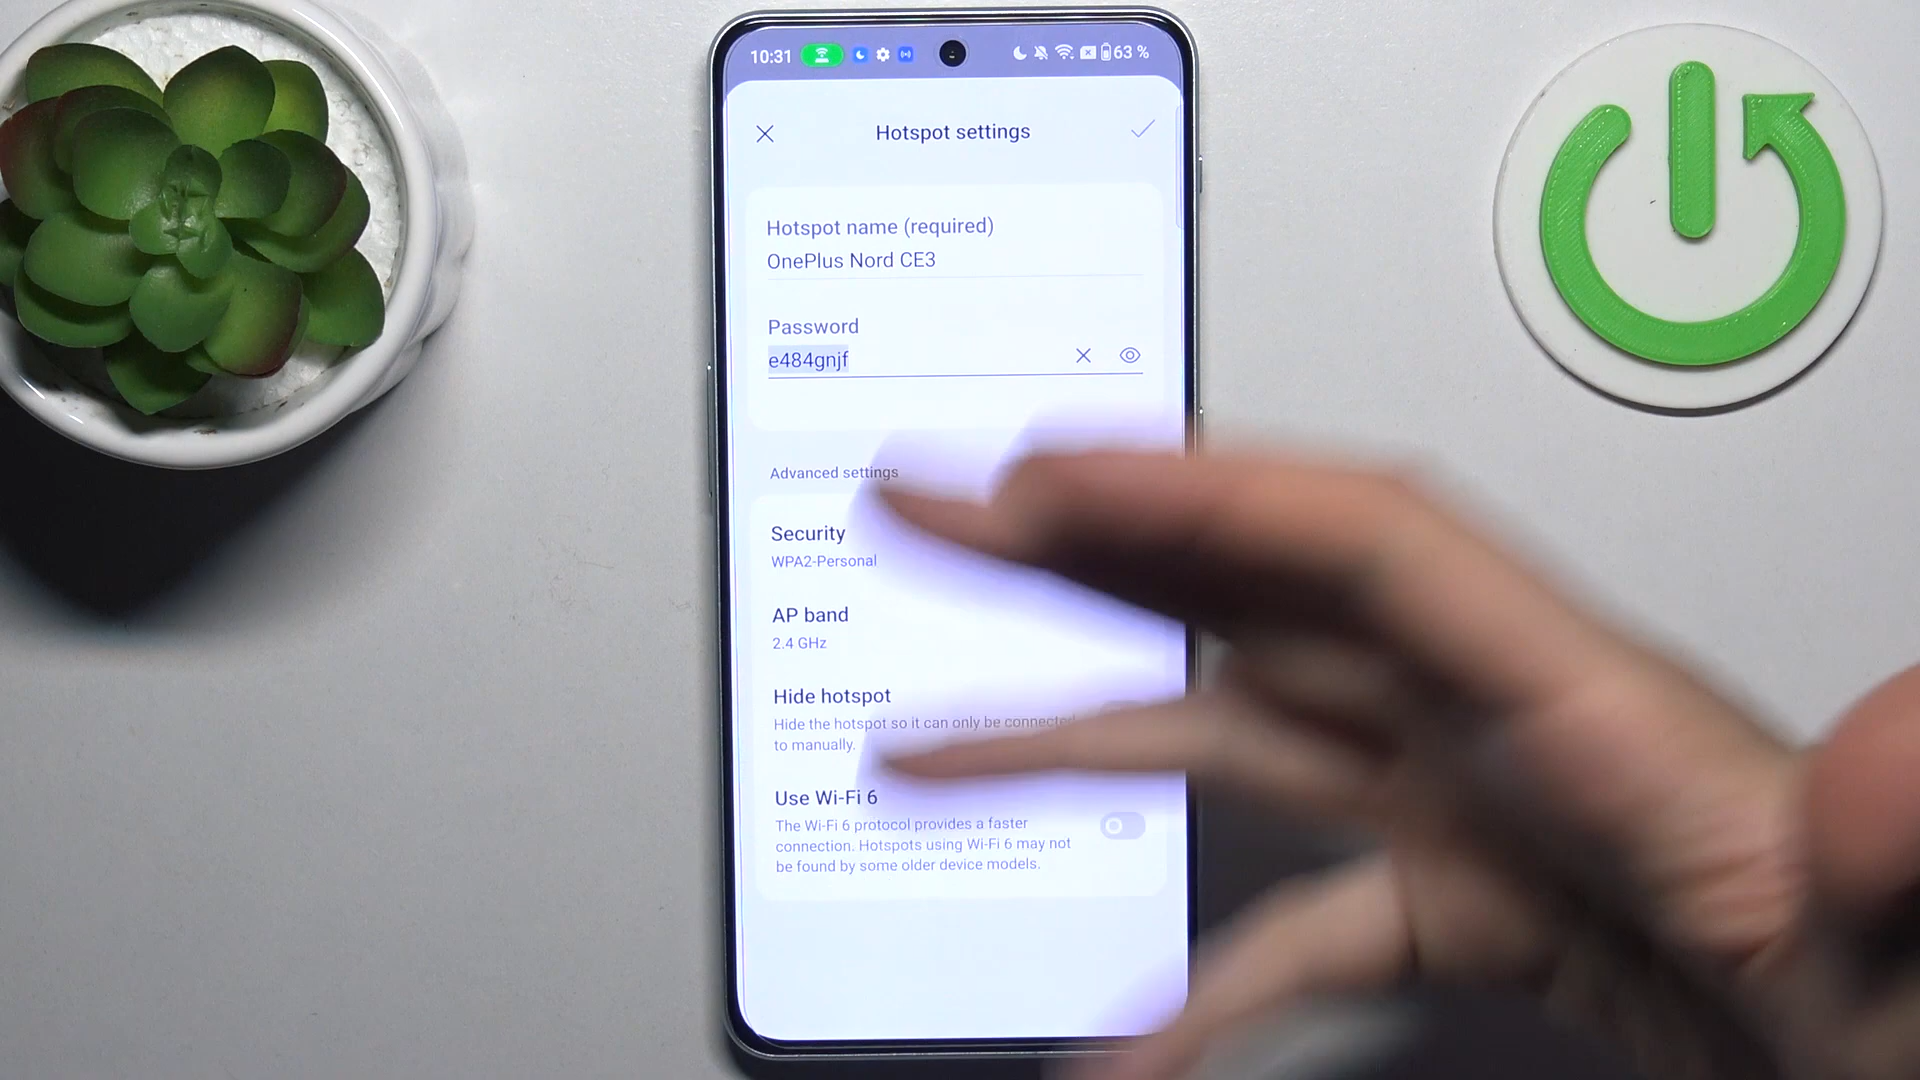 10:31
63 %
Hotspot settings
Hotspot name (required)
OnePlus Nord CE3
Password
e484gnjf
Advanced settings
Security
WPA2-Personal
AP band
2.4 GHz
Hide hotspot
Hide the hotspot so it can only be connected
to manually.
Use Wi-Fi 6
The Wi-Fi 6 protocol provides a faster
connection. Hotspots using Wi-Fi 6 may not
be found by some older device models.